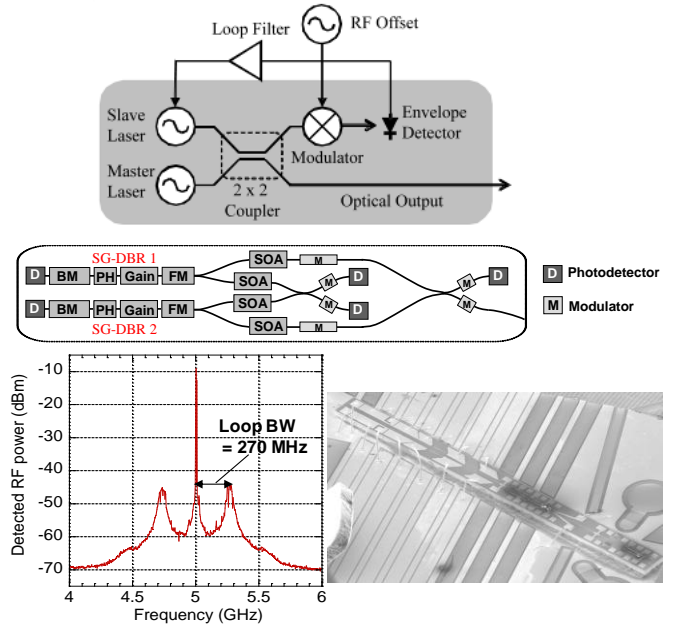 Loop Filter
RF Offset
Slave
Laser
Envelope
Detector
Modulator
Master
Laser
2 x 2
Coupler
Optical Output
SG-DBR 1
D BM PH Gain FM
D BM PH Gain FM
SG-DBR 2
SOA M
SOA M D
SOA M D
SOA M
M D
M
D Photodetector
M Modulator
Detected RF power (dBm)
-10
-20
-30
-40
-50
-60
-70
Loop BW
= 270 MHz
4 4.5 5 5.5 6
Frequency (GHz)